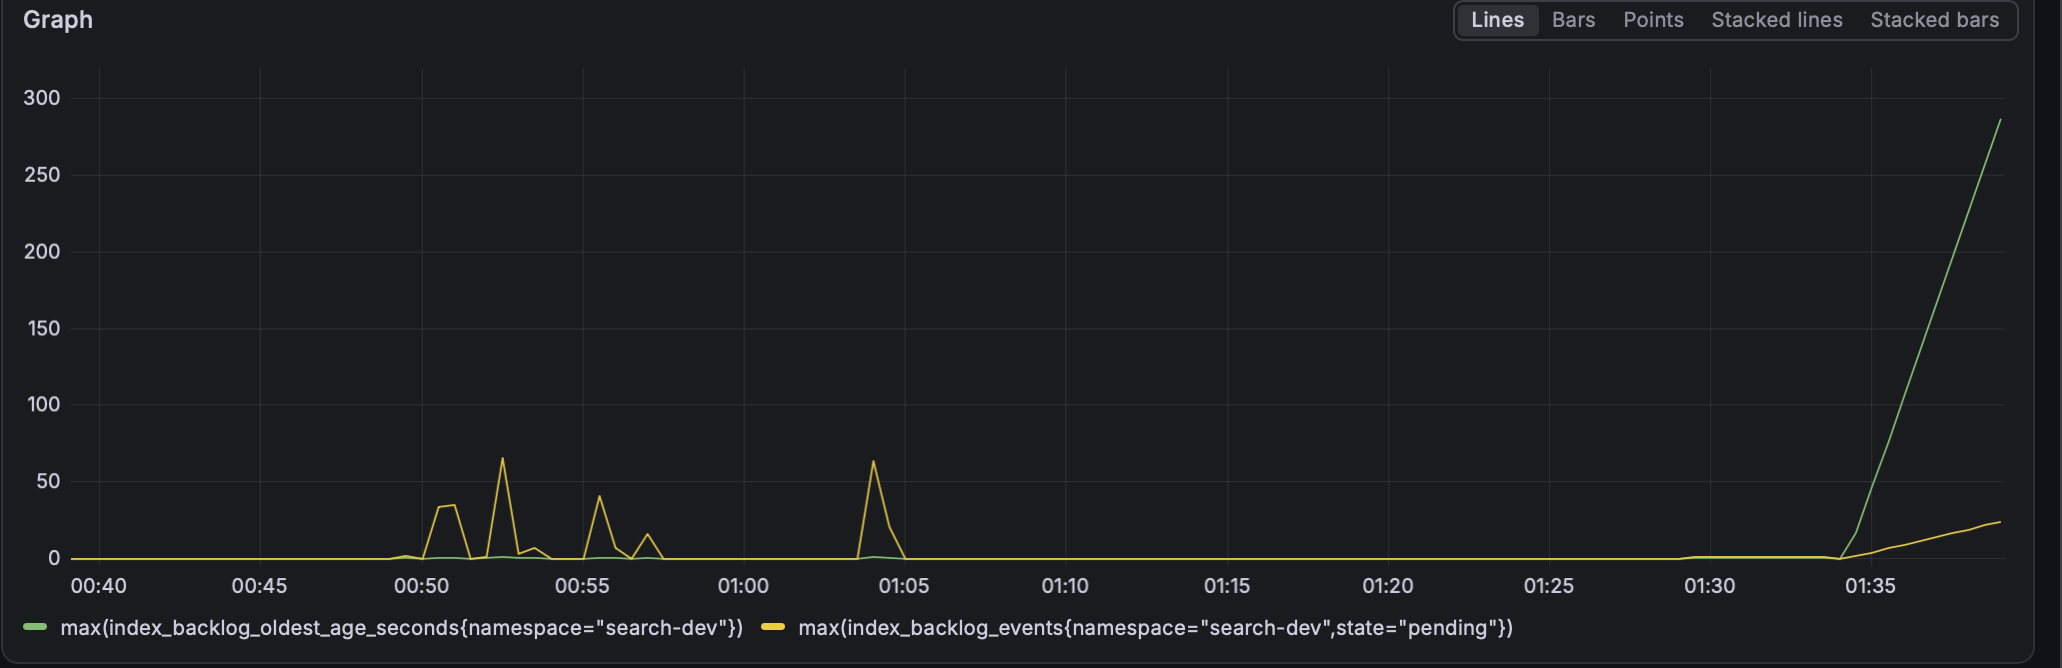 Graph
Lines Bars Points Stacked lines Stacked bars
300
250
200
150
100
50
0
00:40 00:45 00:50 00:55 01:00 01:05 01:10 01:15 01:20 01:25 01:30 01:35
max(index_backlog_oldest_age_seconds{namespace="search-dev"}) max(index_backlog_events{namespace="search-dev",state="pending"})